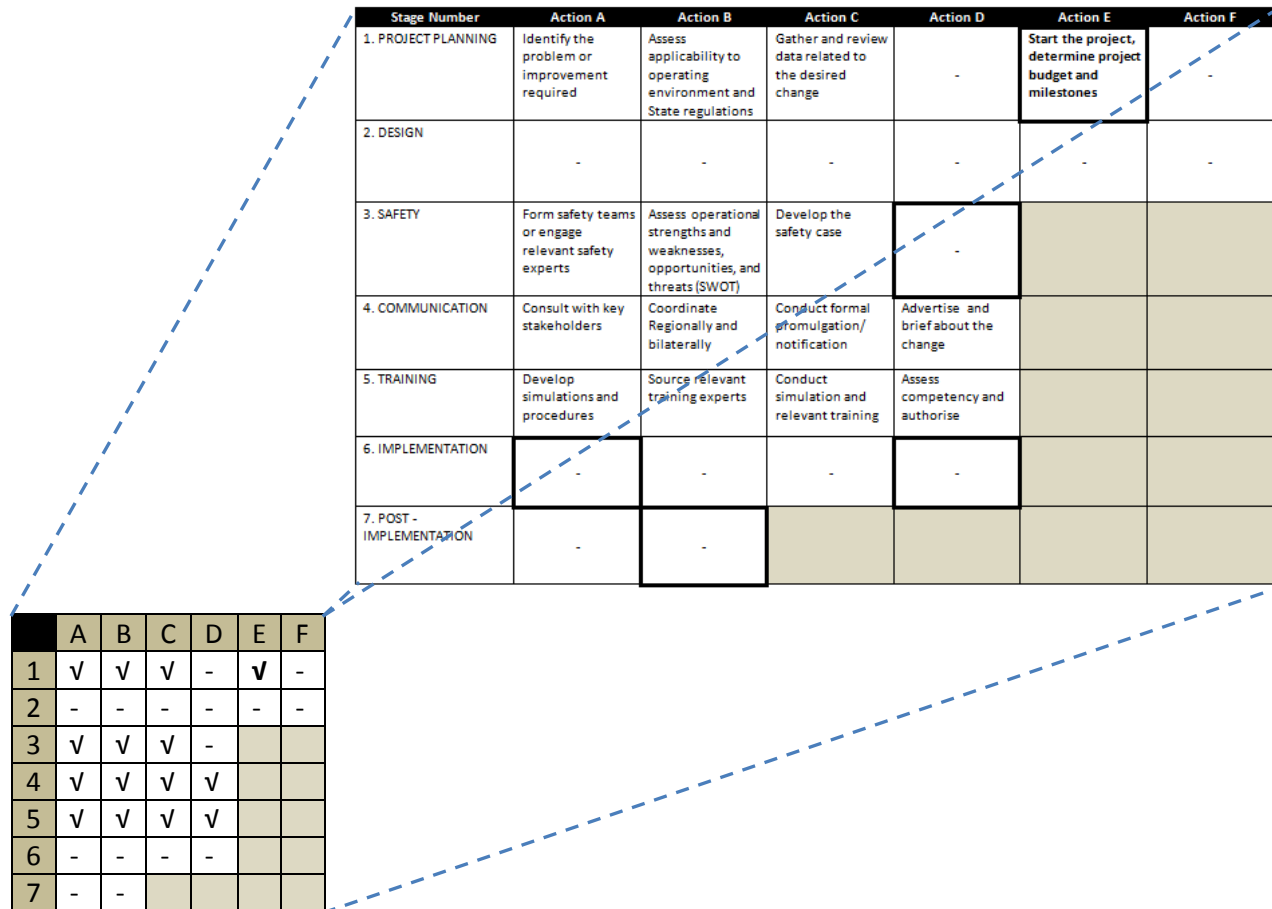 Stage Number Action A Action B Action C Action D Action E Action F
1. PROJECT PLANNING
Identify the
problem or
improvement
required
Assess
applicability to
operating
environment and
State regulations
Gather and review
data related to
the desired
change
-
Start the project,
determine project
budget and
milestones
-
2. DESIGN
- - - - - -
3. SAFETY
Form safety teams
or engage
relevant safety
experts
Assess operational
strengths and
weaknesses,
opportunities, and
threats (SWOT)
Develop the
safety case
-
4. COMMUNICATION
Consult with key
stakeholders
Coordinate
Regionally and
bilaterally
Conduct formal
promulgation/
notification
Advertise and
brief about the
change
5. TRAINING
Develop
simulations and
procedures
Source relevant
training experts
Conduct
simulation and
relevant training
Assess
competency and
authorise
6. IMPLEMENTATION
- - - -
7. POST -
IMPLEMENTATION
- -
A B C D E F
1 √ √ √ - √ -
2 - - - - - -
3 √ √ √ -
4 √ √ √ √
5 √ √ √ √
6 - - - -
7 - -